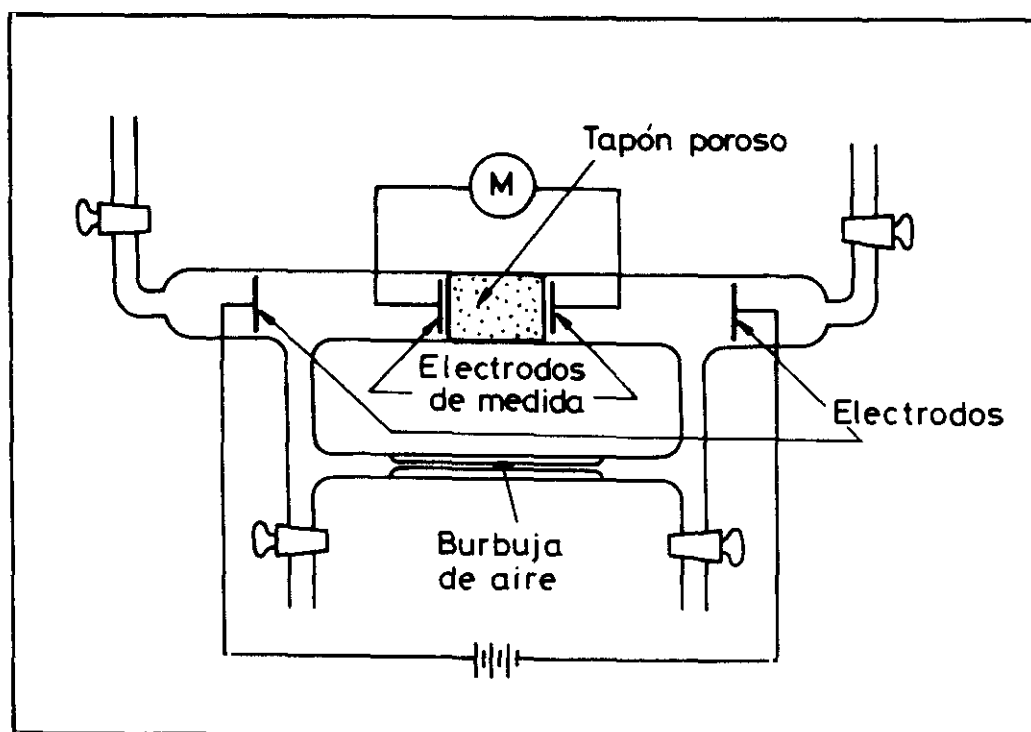 Tapón poroso
M
Electrodos
de medida
Electrodos
Burbuja
de aire